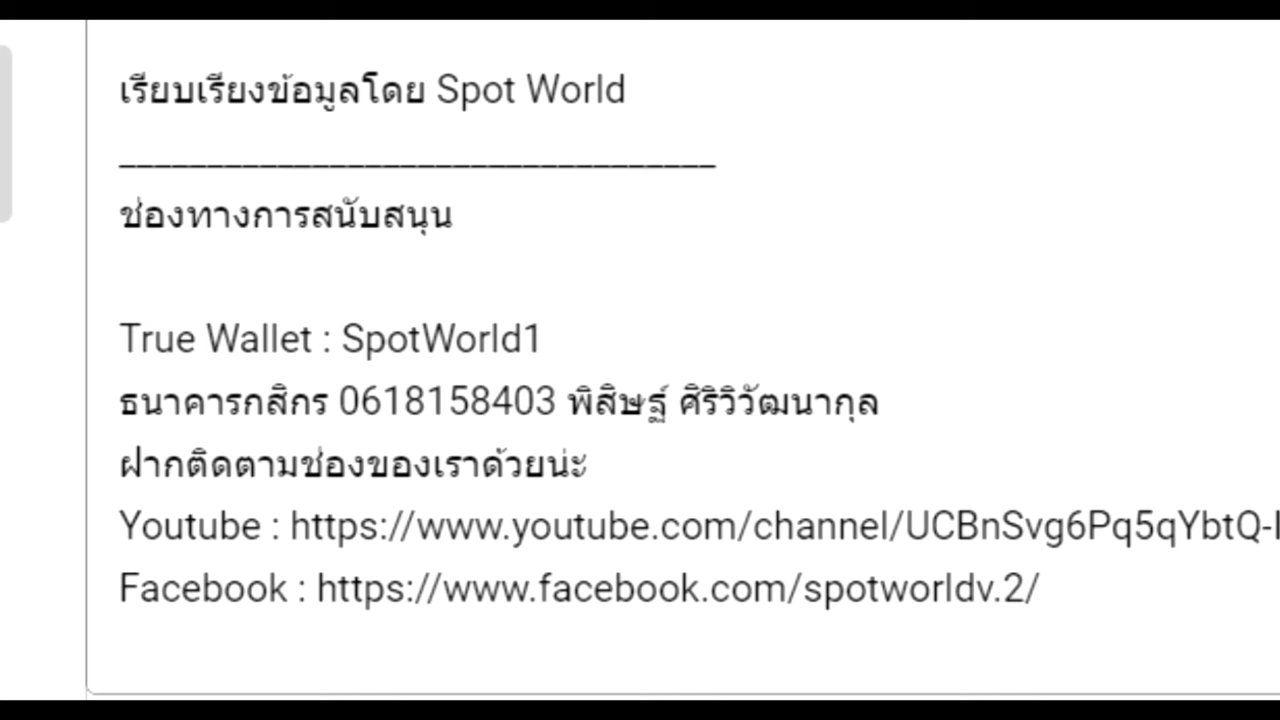 เรียบเรียงข้อมูลโดย Spot World
__________________________________
ช่องทางการสนับสนุน
True Wallet : SpotWorld1
ธนาคารกสิกร 0618158403 พิสิษฐ์ ศิริวิวัฒนากุล
ฝากติดตามช่องของเราด้วยน่ะ
Youtube : https://www.youtube.com/channel/UCBnSvg6Pq5qYbtQ-
Facebook : https://www.facebook.com/spotworldv.2/